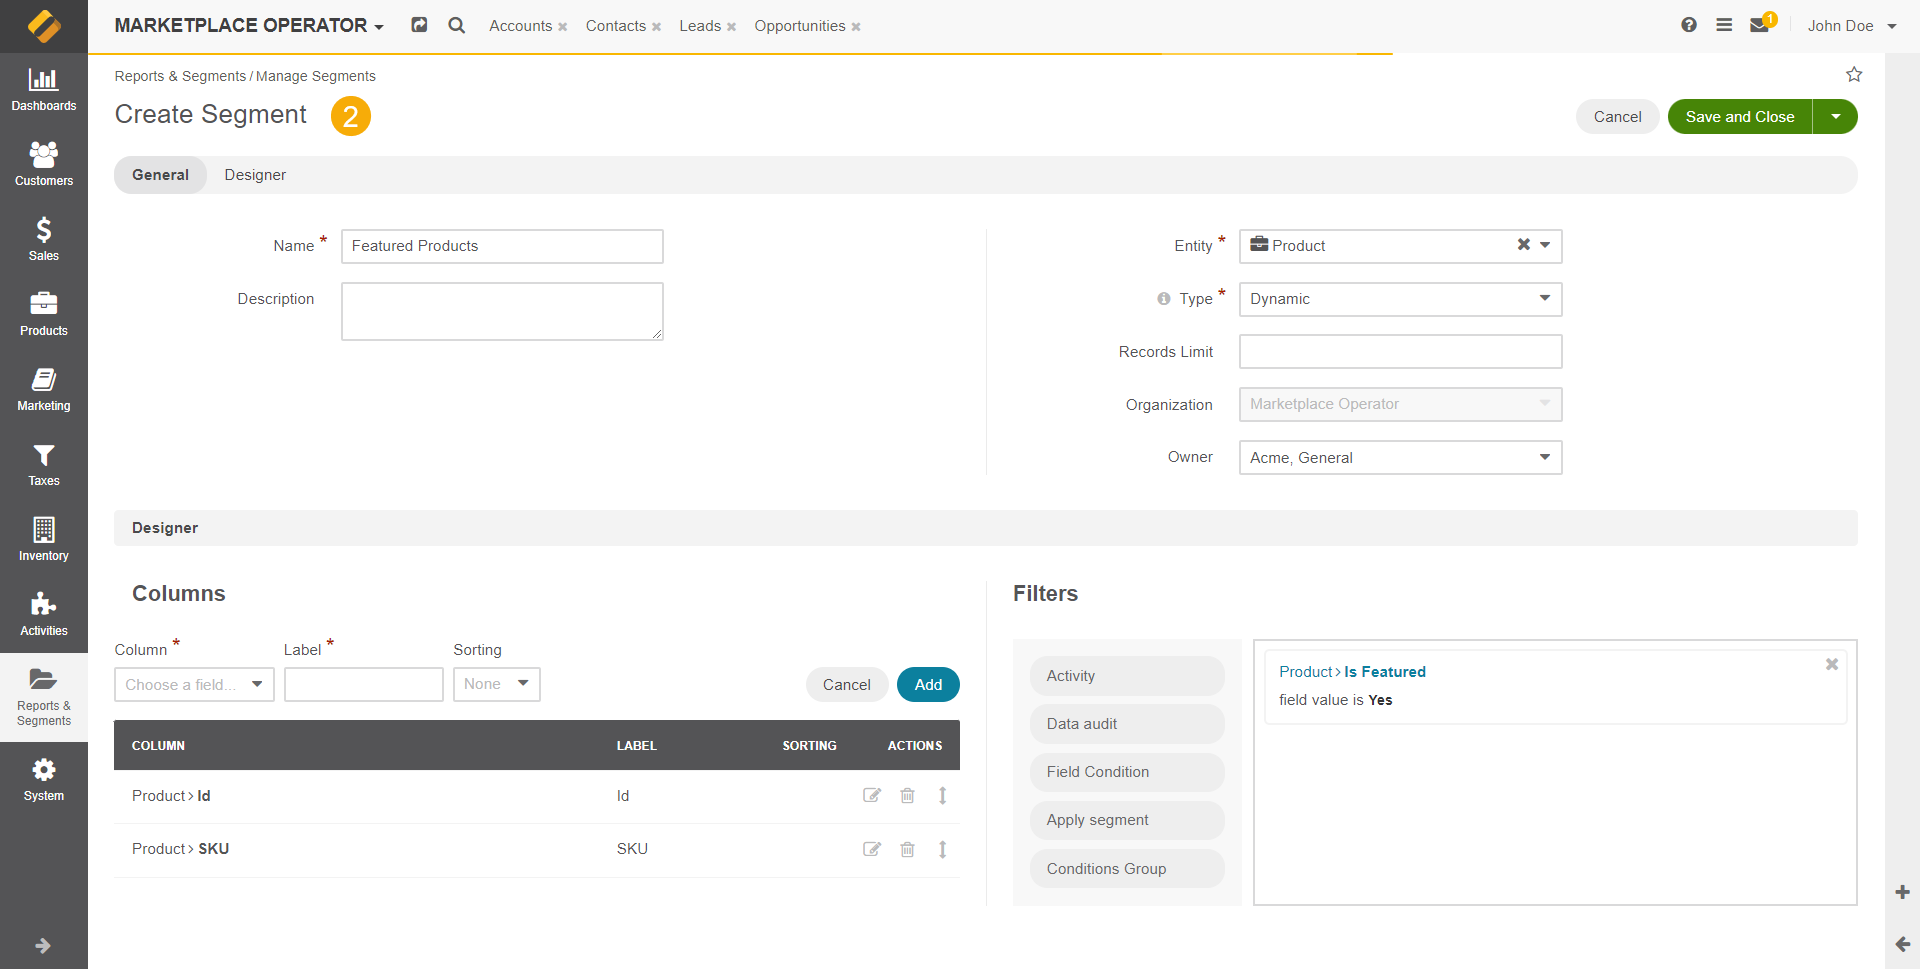 MARKETPLACE OPERATOR
Accounts
Contacts
Leads
Opportunities
1
John Doe
Dashboards
Customers
Sales
Products
Marketing
Taxes
Inventory
Activities
Reports &
Segments
System
Reports & Segments / Manage Segments
Create Segment
2
Cancel
Save and Close
General
Designer
Name *
Featured Products
Description
Entity *
Product
Type *
Dynamic
Records Limit
Organization
Marketplace Operator
Owner
Acme, General
Designer
Columns
Column *
Label *
Sorting
Choose a field...
None
Cancel
Add
COLUMN
LABEL
SORTING
ACTIONS
Product > Id
Id
Product > SKU
SKU
Filters
Activity
Data audit
Field Condition
Apply segment
Conditions Group
Product > Is Featured
field value is Yes